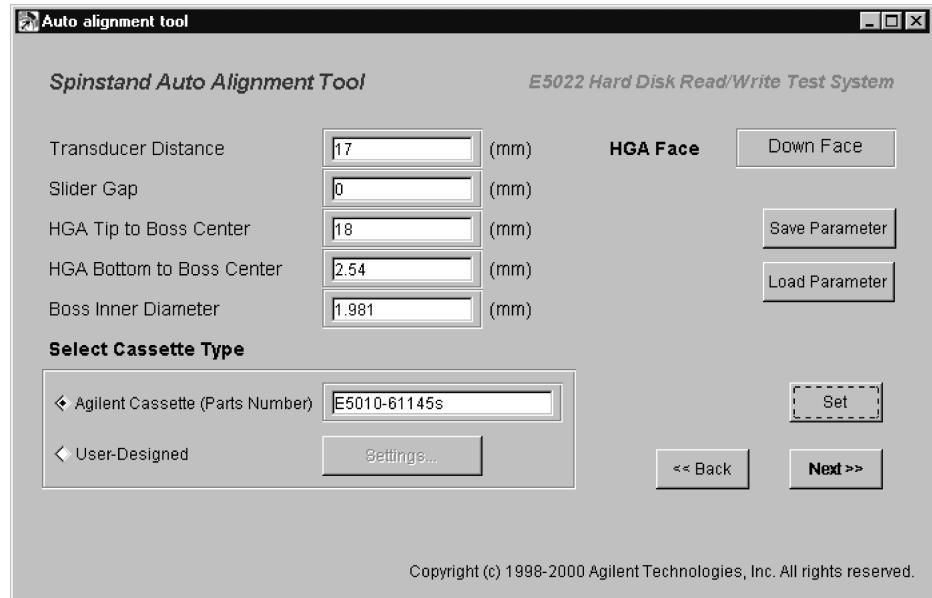 Auto alignment tool
Spinstand Auto Alignment Tool
E5022 Hard Disk Read/Write Test System
Transducer Distance 17 (mm) HGA Face Down Face
Slider Gap 0 (mm)
HGA Tip to Boss Center 18 (mm) Save Parameter
HGA Bottom to Boss Center 2.54 (mm) Load Parameter
Boss Inner Diameter 1.981 (mm)
Select Cassette Type
Agilent Cassette (Parts Number) E5010-61145s Set
User-Designed Settings... << Back Next >>
Copyright (c) 1998-2000 Agilent Technologies, Inc. All rights reserved.